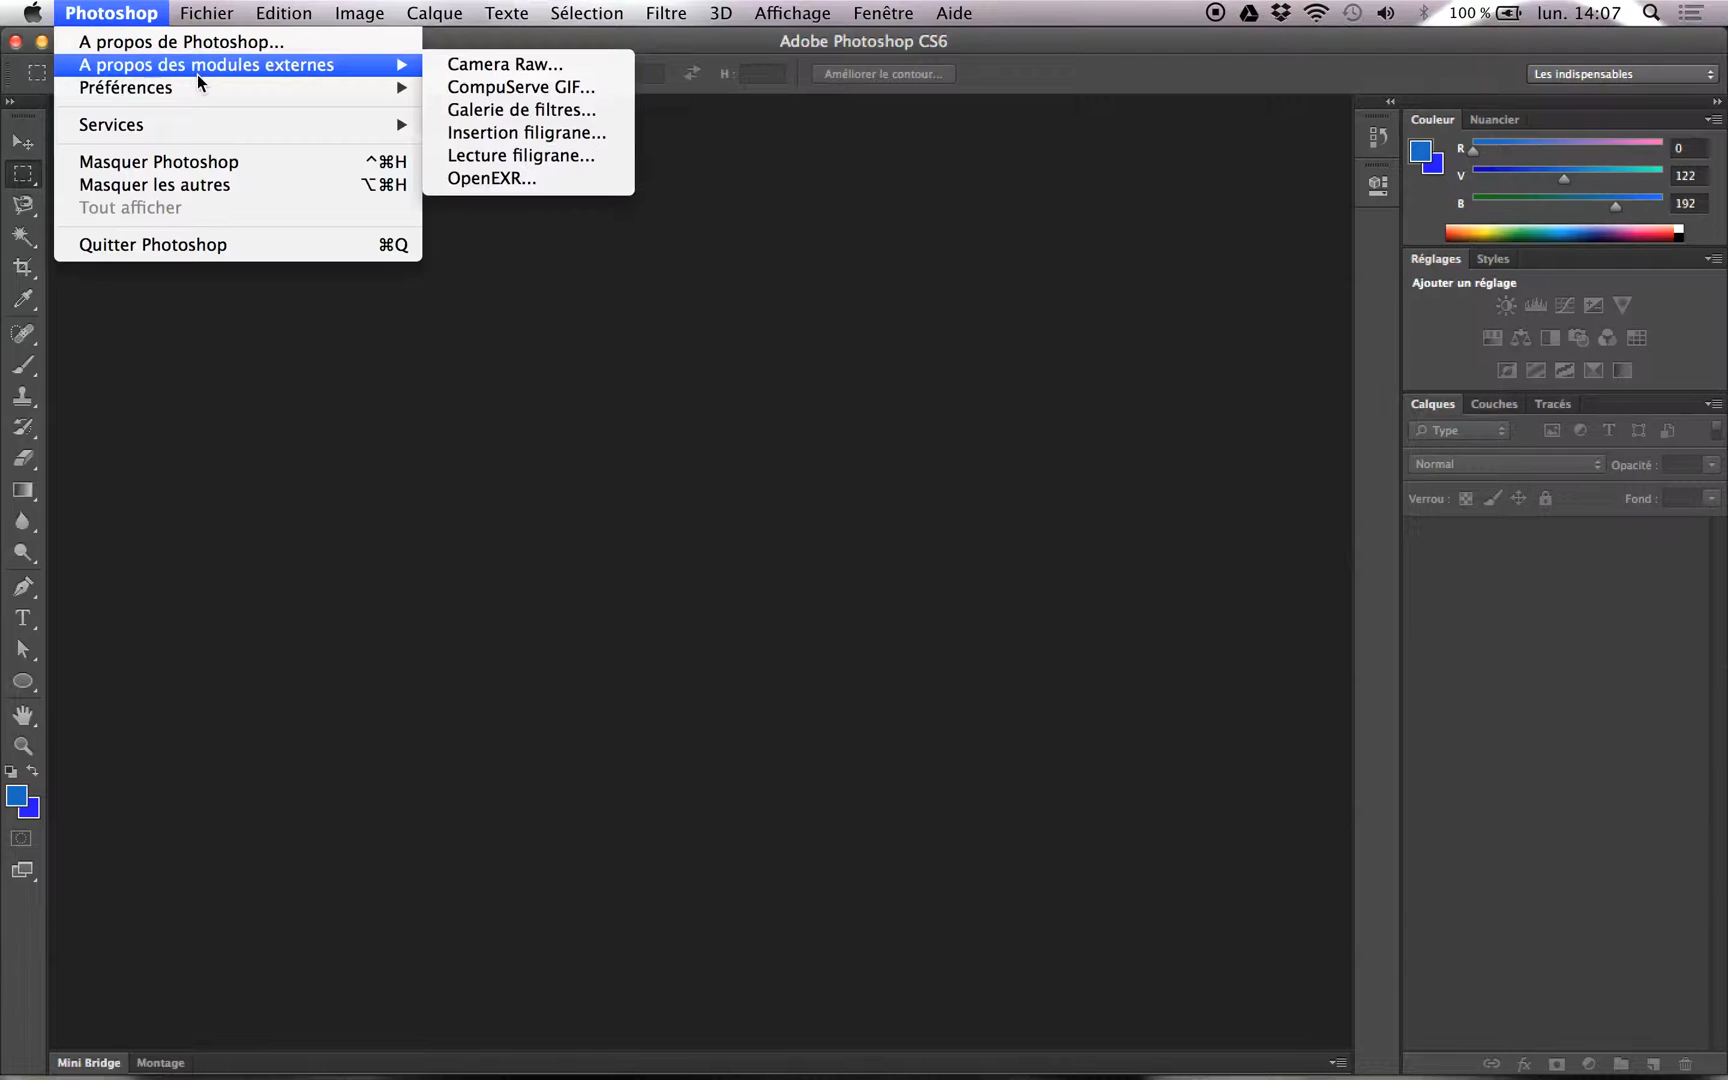 Photoshop Fichier Edition Image Calque Texte Sélection Filtre 3D Affichage Fenêtre Aide 100 % lun. 14:07
Adobe Photoshop CS6
A propos de Photoshop...
A propos des modules externes
Préférences
Services
Masquer Photoshop ^⌘H
Masquer les autres ⌥⌘H
Tout afficher
Quitter Photoshop ⌘Q
Camera Raw...
CompuServe GIF...
Galerie de filtres...
Insertion filigrane...
Lecture filigrane...
OpenEXR...
H : Améliorer le contour... Les indispensables
Couleur Nuancier
R 0
V 122
B 192
Réglages Styles
Ajouter un réglage
Calques Couches Tracés
Type
Normal Opacité :
Verrou : Fond :
Mini Bridge Montage